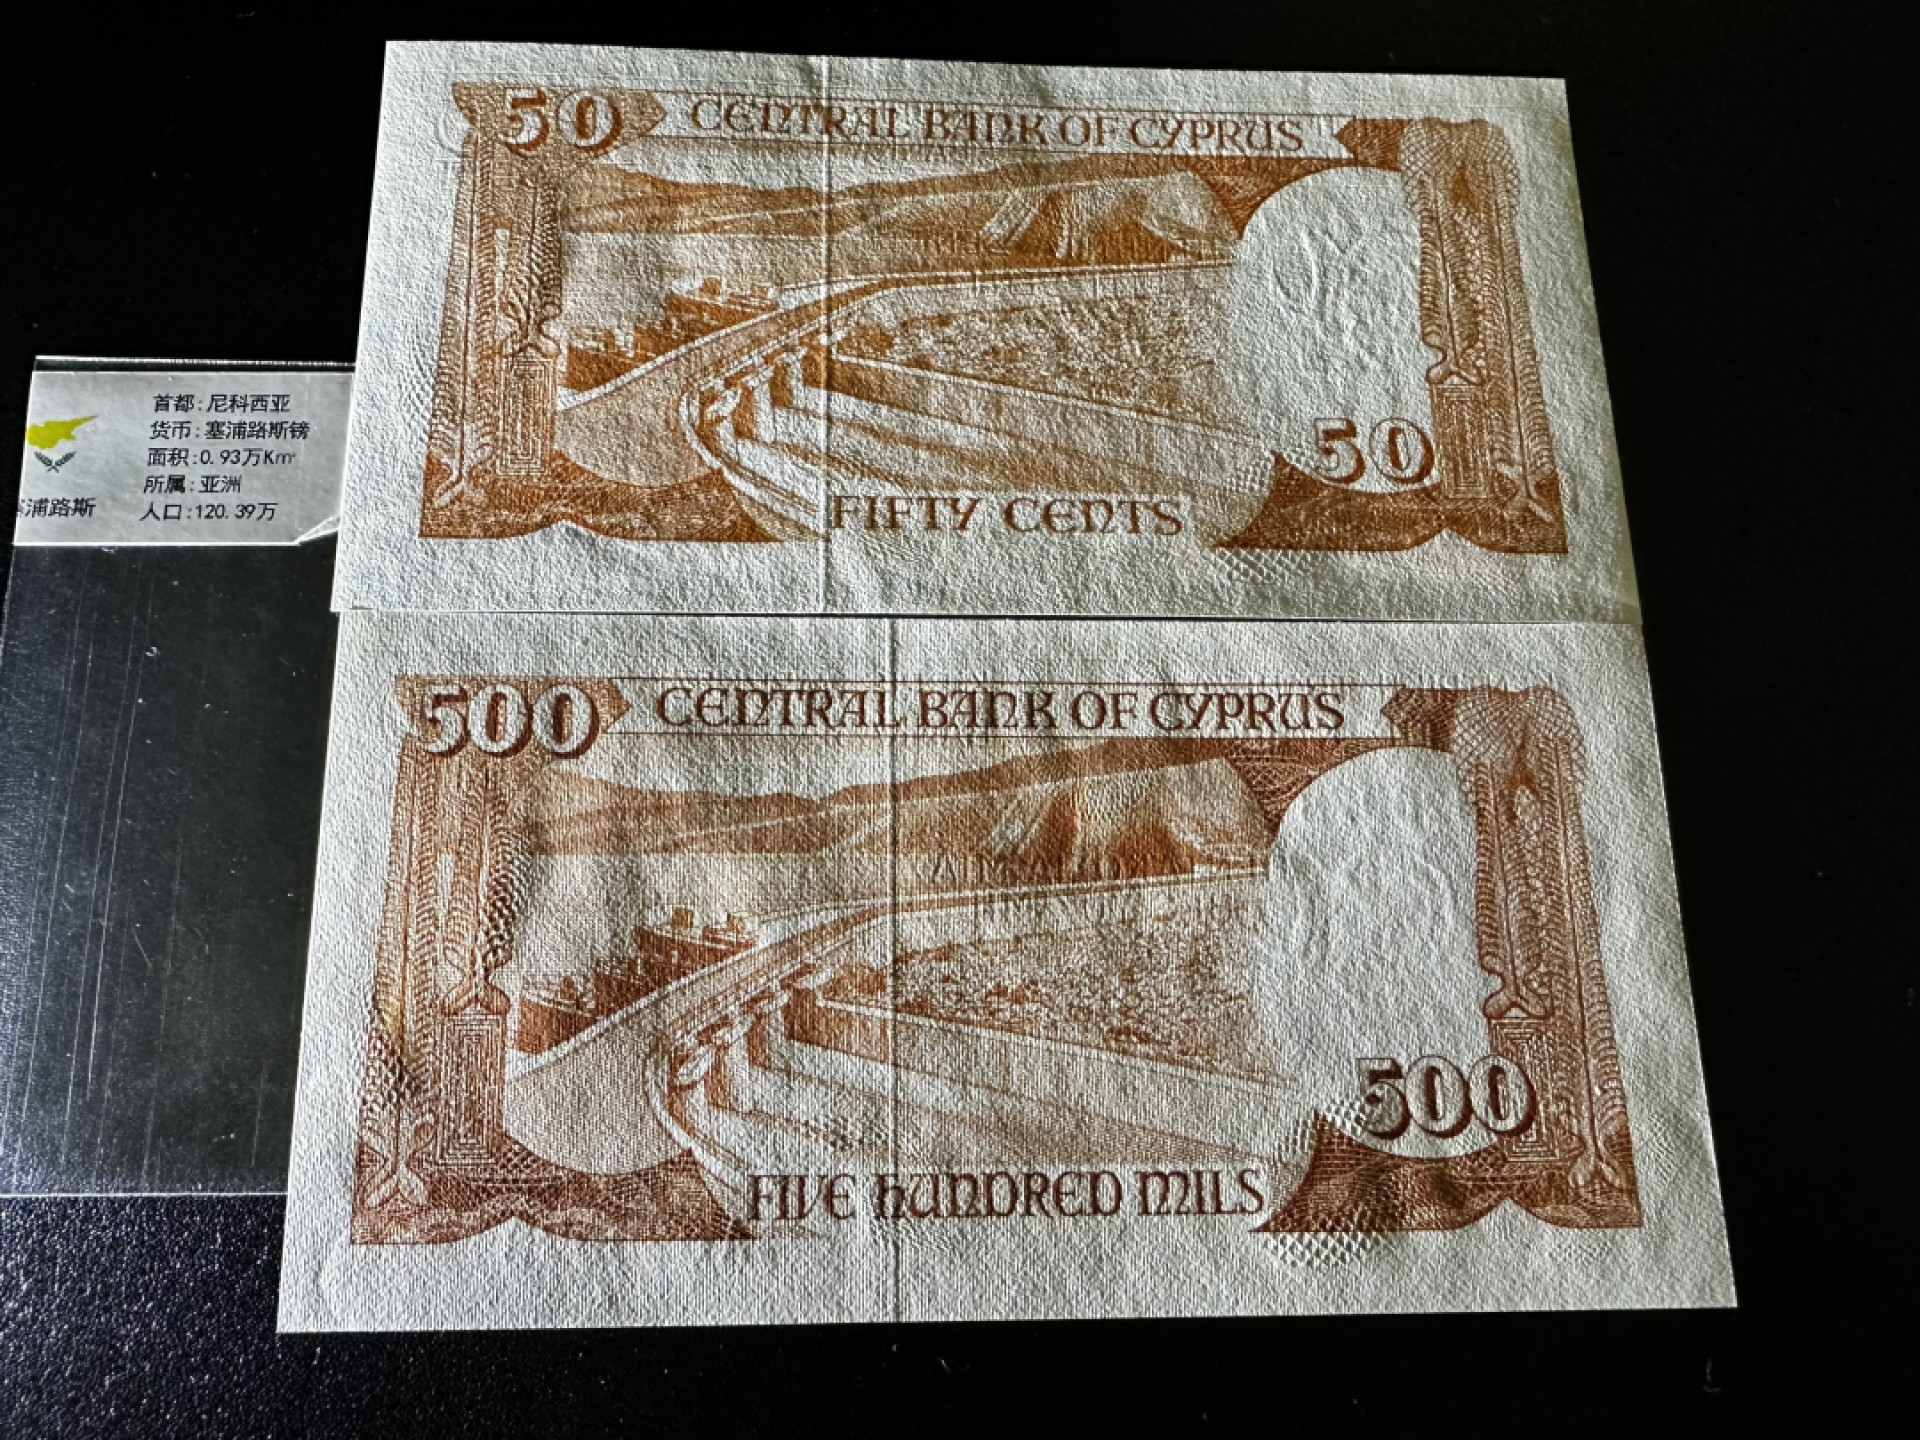 50 CENTRAL BANK OF CYPRUS
50
FIFTY CENTS
首都:尼科西亚
货币:塞浦路斯镑
面积:0.93万Km²
所属:亚洲
浦路斯 人口:120.39万
500 CENTRAL BANK OF CYPRUS
500
FIVE HUNDRED MILS